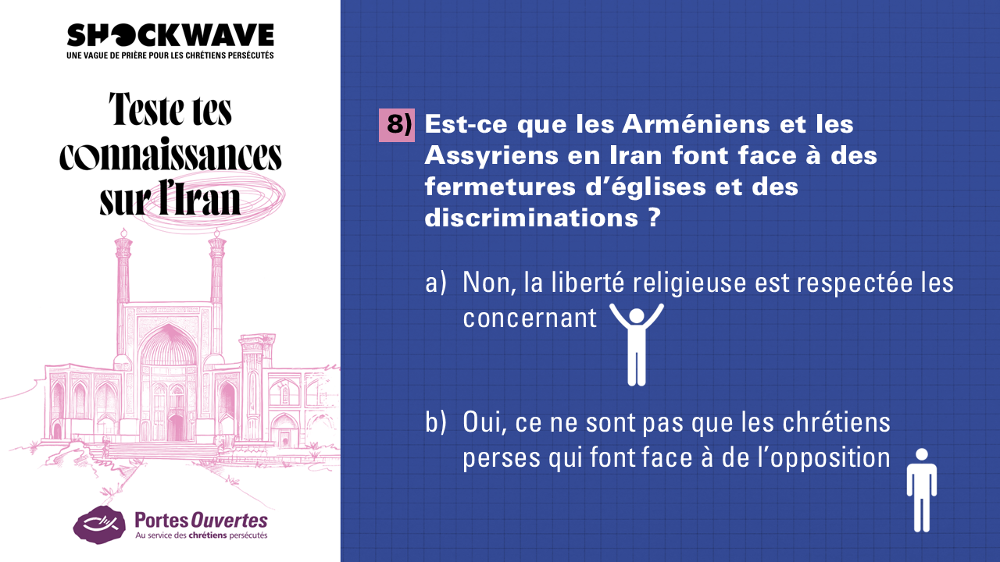 SHOCKWAVE
UNE VAGUE DE PRIÈRE POUR LES CHRÉTIENS PERSÉCUTÉS
Teste tes
connaissances
sur l’Iran
Portes Ouvertes
Au service des chrétiens persécutés
8) Est-ce que les Arméniens et les
Assyriens en Iran font face à des
fermetures d’églises et des
discriminations ?
a) Non, la liberté religieuse est respectée les
concernant
b) Oui, ce ne sont pas que les chrétiens
perses qui font face à de l’opposition